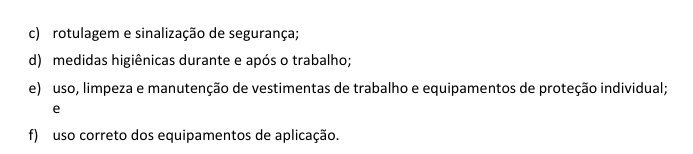 c) rotulagem e sinalização de segurança;
d) medidas higiênicas durante e após o trabalho;
e) uso, limpeza e manutenção de vestimentas de trabalho e equipamentos de proteção individual;
e
f) uso correto dos equipamentos de aplicação.